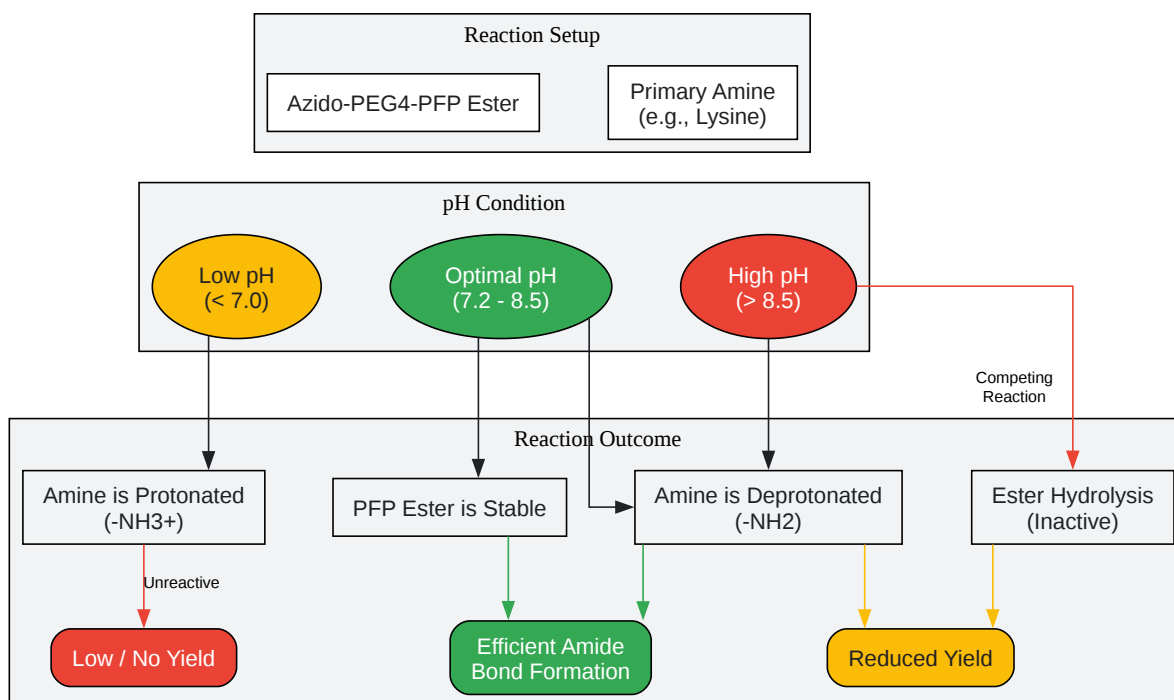 Reaction Setup
Azido-PEG4-PFP Ester
Primary Amine
(e.g., Lysine)
pH Condition
Low pH
(< 7.0)
Optimal pH
(7.2 - 8.5)
High pH
(> 8.5)
Competing
Reaction
Reaction Outcome
Amine is Protonated
(-NH3+)
PFP Ester is Stable
Amine is Deprotonated
(-NH2)
Ester Hydrolysis
(Inactive)
Unreactive
Low / No Yield
Efficient Amide
Bond Formation
Reduced Yield